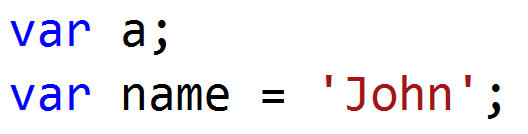 var a;
var name = 'John';